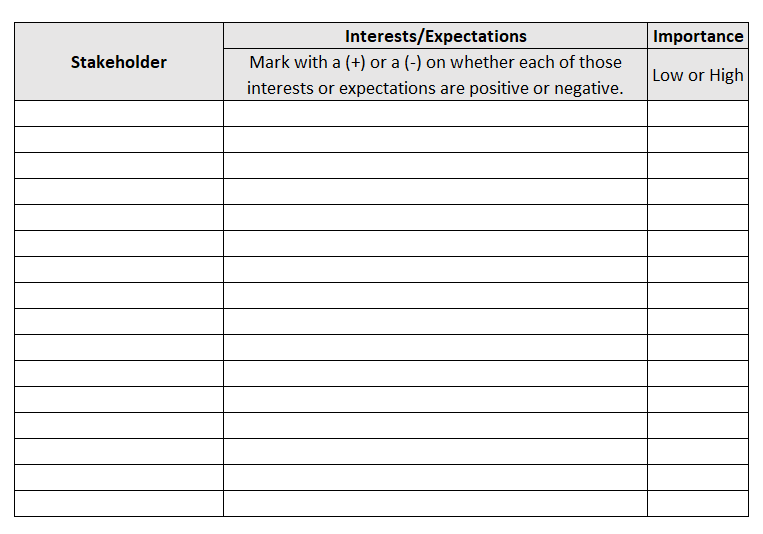 Stakeholder
Interests/Expectations
Mark with a (+) or a (-) on whether each of those
interests or expectations are positive or negative.
Importance
Low or High